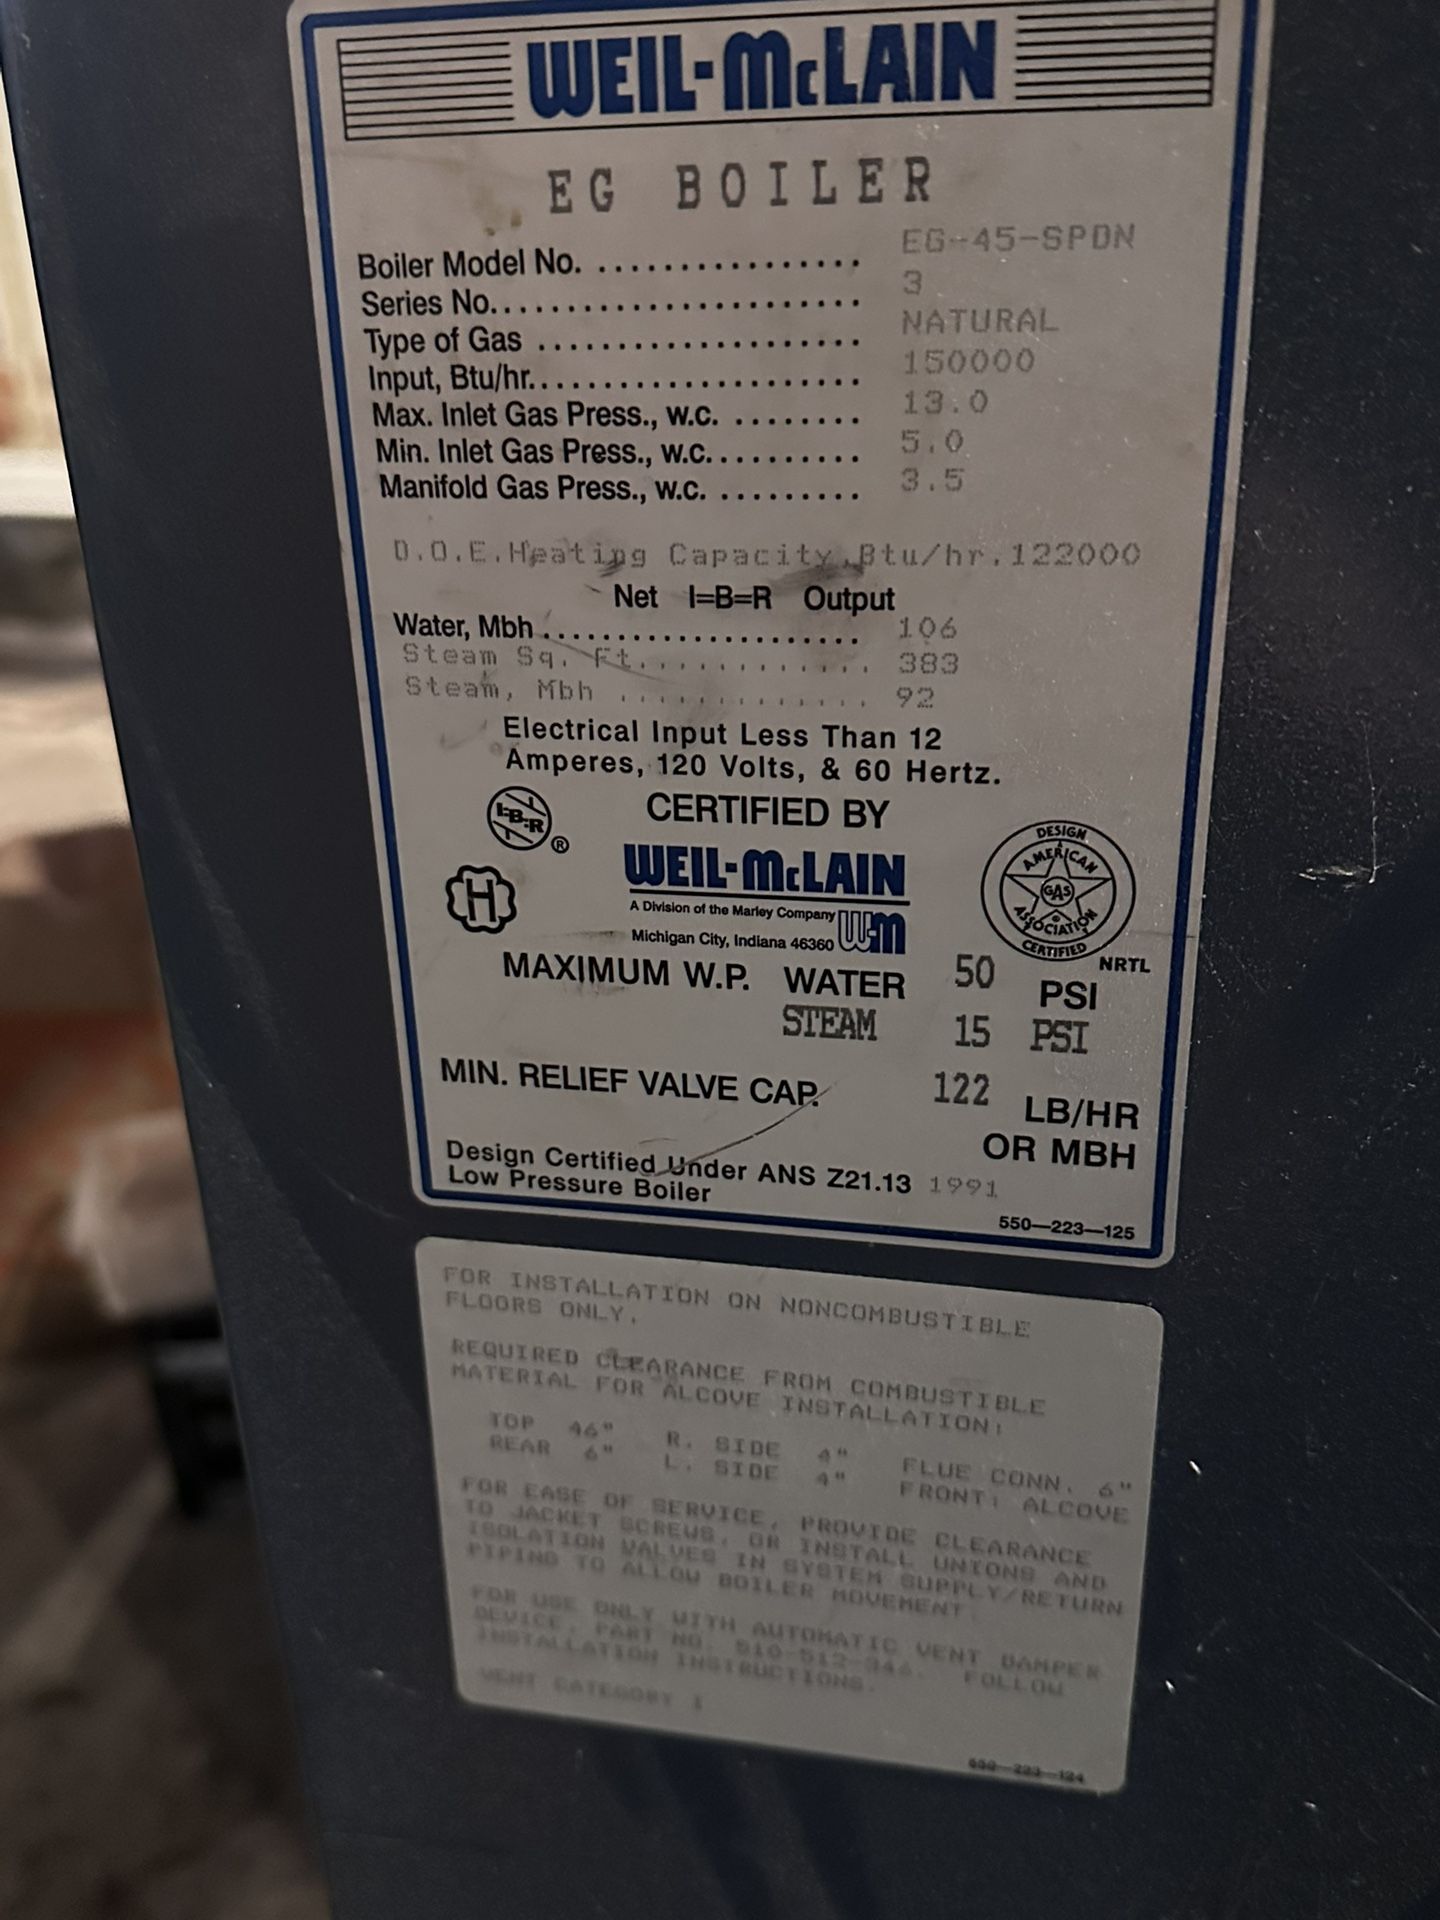 WEIL-McLAIN
EG BOILER
Boiler Model No. ................. EG-45-SPDN
Series No........................ 3
Type of Gas ..................... NATURAL
Input, Btu/hr...................... 150000
Max. Inlet Gas Press., w.c. ........ 13.0
Min. Inlet Gas Press., w.c.......... 5.0
Manifold Gas Press., w.c. ......... 3.5
D.O.E.Heating Capacity,Btu/hr.122000
Net I=B=R Output
Water, Mbh ..................... 106
Steam Sq. Ft............. 383
Steam, Mbh ............. 92
Electrical Input Less Than 12
Amperes, 120 Volts, & 60 Hertz.
I=B=R ®
CERTIFIED BY
H
WEIL-McLAIN
A Division of the Marley Company
Michigan City, Indiana 46360
W-M
DESIGN
AMERICAN
GAS
ASSOCIATION
CERTIFIED
NRTL
MAXIMUM W.P. WATER 50 PSI
STEAM 15 PSI
MIN. RELIEF VALVE CAP. 122 LB/HR
OR MBH
Design Certified Under ANS Z21.13 1991
Low Pressure Boiler
550—223—125
FOR INSTALLATION ON NONCOMBUSTIBLE
FLOORS ONLY.
REQUIRED CLEARANCE FROM COMBUSTIBLE
MATERIAL FOR ALCOVE INSTALLATION:
TOP 46" R. SIDE 4" FLUE CONN. 6"
REAR 6" L. SIDE 4" FRONT: ALCOVE
FOR EASE OF SERVICE, PROVIDE CLEARANCE
TO JACKET SCREWS, OR INSTALL UNIONS AND
ISOLATION VALVES IN SYSTEM SUPPLY/RETURN
PIPING TO ALLOW BOILER MOVEMENT
FOR USE ONLY WITH AUTOMATIC VENT DAMPER
DEVICE, PART NO. 510-512-346. FOLLOW
INSTALLATION INSTRUCTIONS.
VENT CATEGORY I
550—223—124